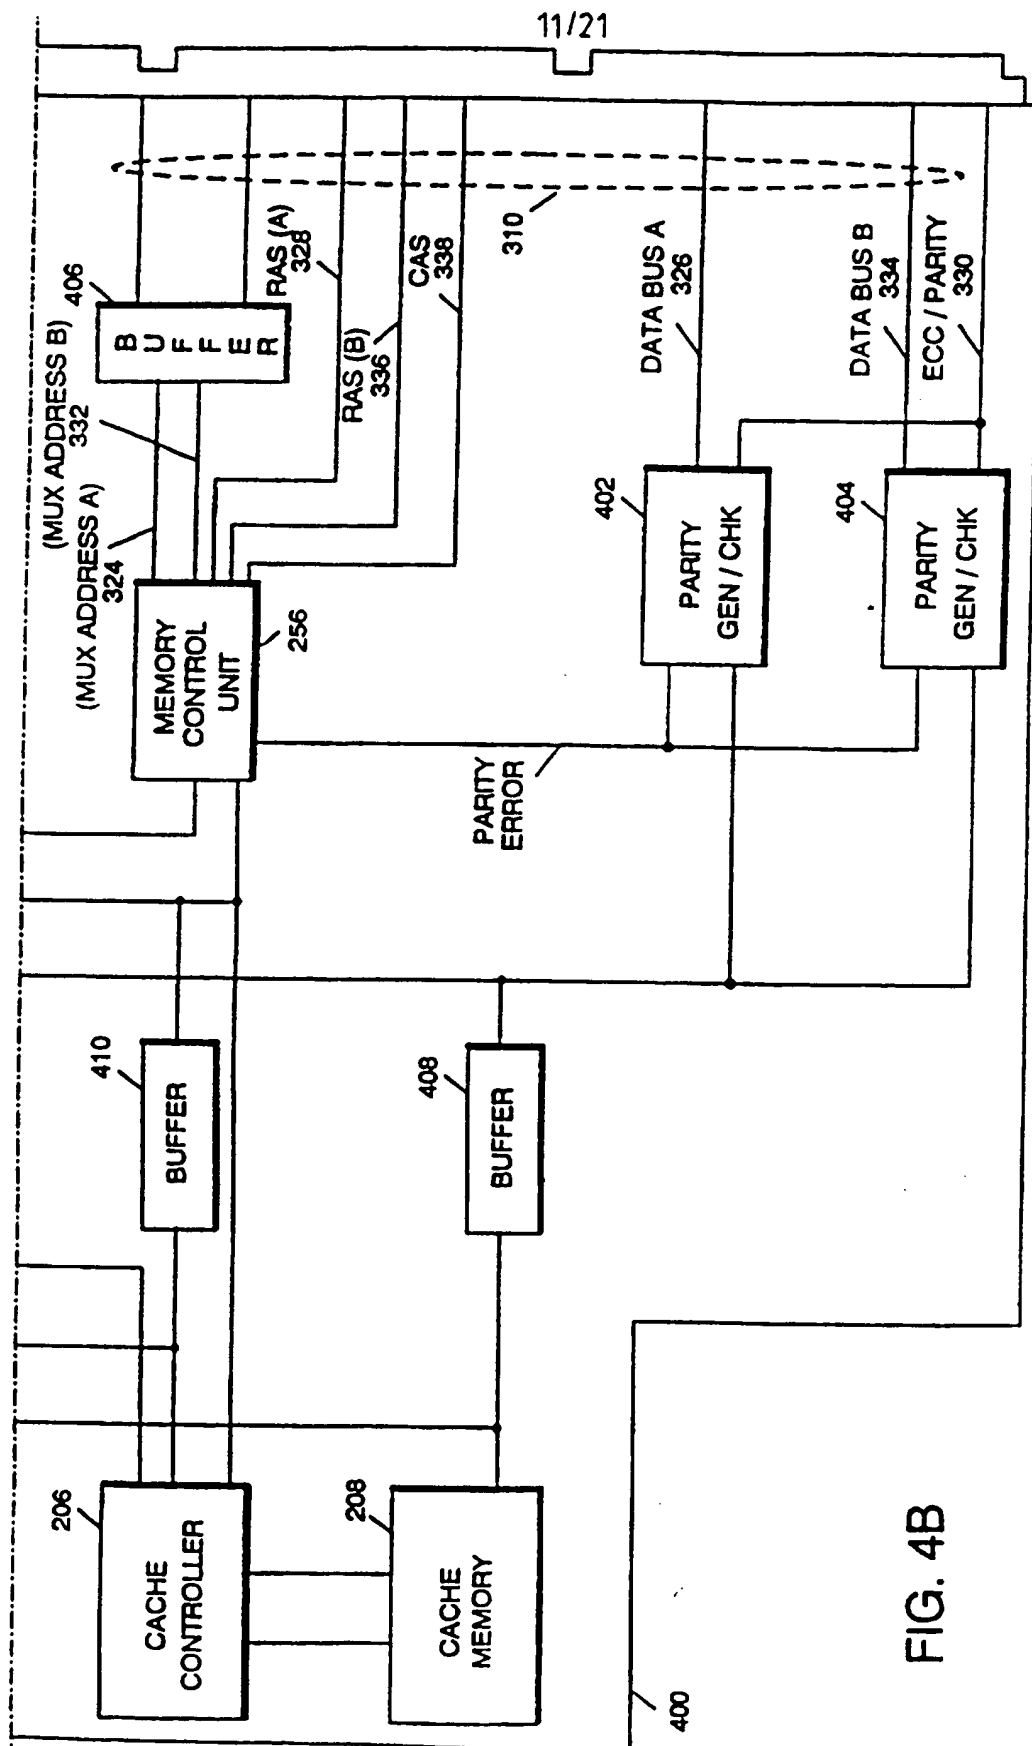 11/21
206
CACHE
CONTROLLER
208
CACHE
MEMORY
410
BUFFER
408
BUFFER
MEMORY
CONTROL
UNIT
256
(MUX ADDRESS A)
324
(MUX ADDRESS B)
332
406
BUFFER
RAS (A)
328
RAS (B)
336
CAS
338
310
PARITY
ERROR
402
PARITY
GEN / CHK
404
PARITY
GEN / CHK
DATA BUS A
326
DATA BUS B
334
ECC / PARITY
330
400
FIG. 4B